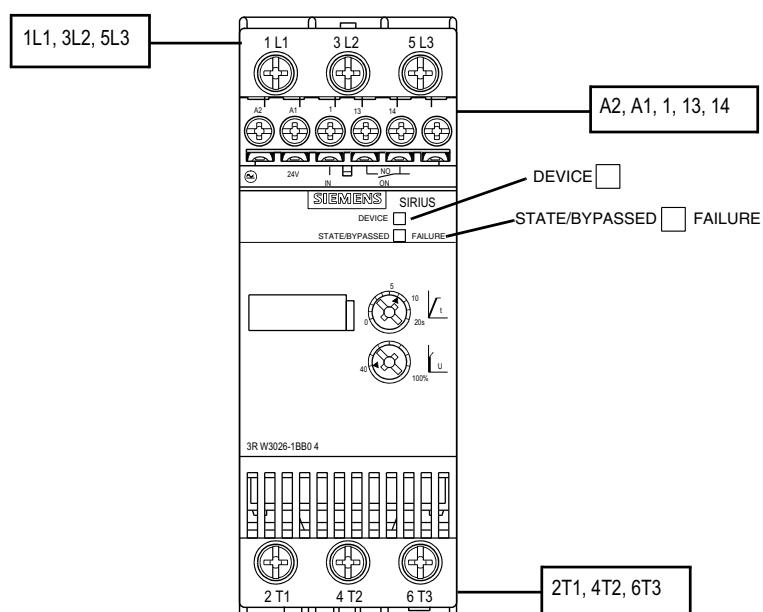 1L1, 3L2, 5L3
1 L1 3 L2 5 L3
A2 A1 1 13 14
A2, A1, 1, 13, 14
24V NO
IN ON
SIEMENS SIRIUS
DEVICE
DEVICE
STATE/BYPASSED FAILURE
STATE/BYPASSED FAILURE
5
10
0 20s t
40 100% U
3R W3026-1BB0 4
2 T1 4 T2 6 T3
2T1, 4T2, 6T3